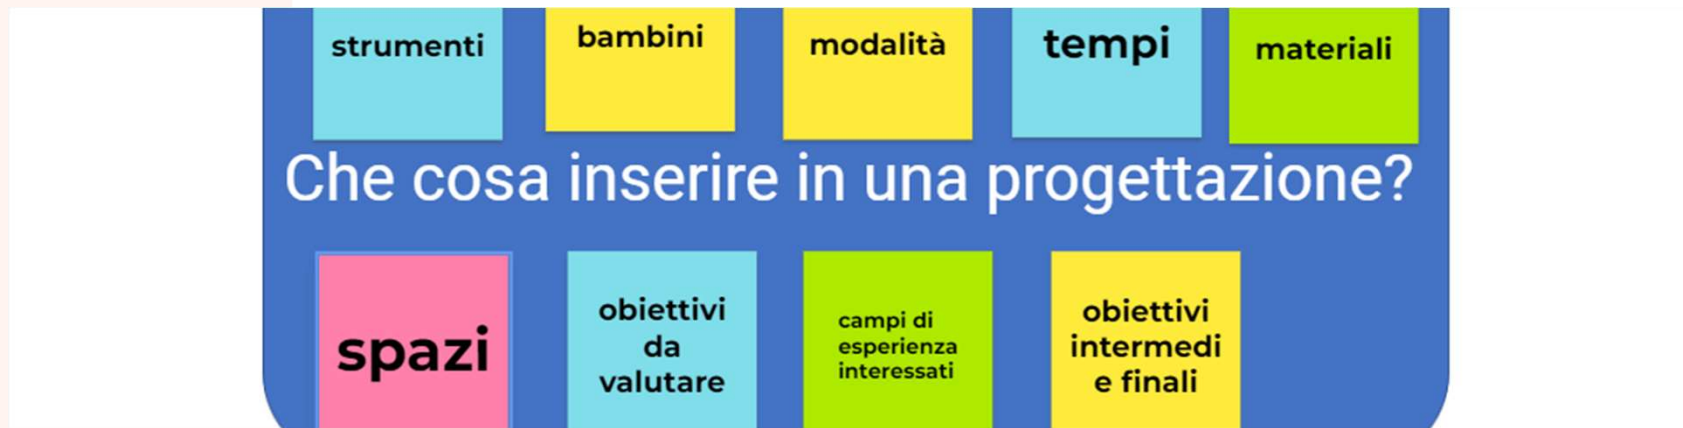 strumenti
bambini
modalità
tempi
materiali
Che cosa inserire in una progettazione?
spazi
obiettivi
da
valutare
campi di
esperienza
interessati
obiettivi
intermedi
e finali